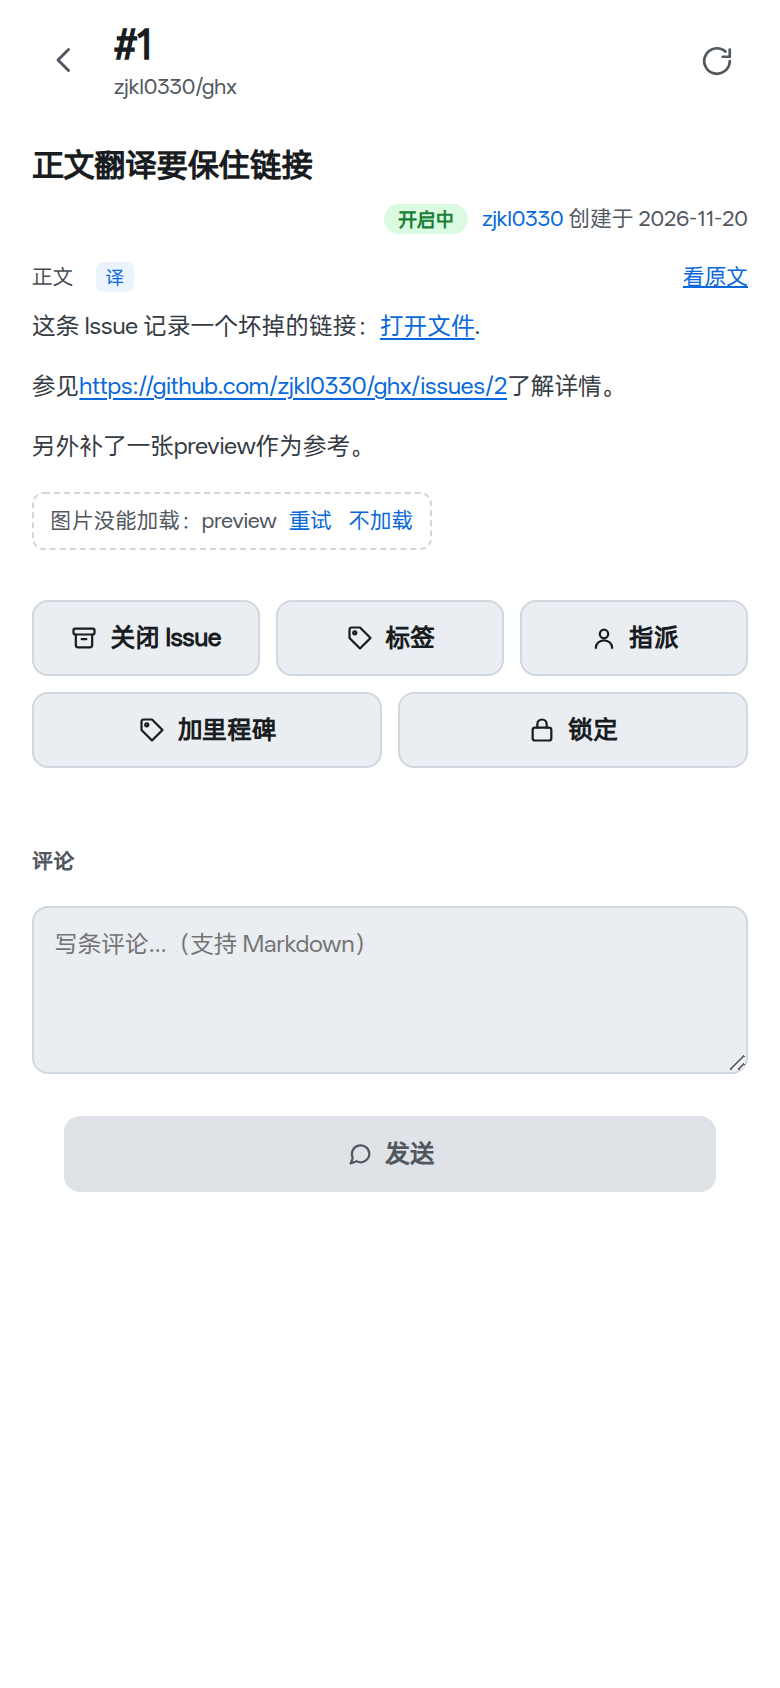 #1
zjkl0330/ghx
正文翻译要保住链接
开启中 zjkl0330 创建于 2026-11-20
正文 译 看原文
这条 Issue 记录一个坏掉的链接：打开文件.
参见https://github.com/zjkl0330/ghx/issues/2了解详情。
另外补了一张preview作为参考。
图片没能加载：preview 重试 不加载
关闭 Issue 标签 指派
加里程碑 锁定
评论
写条评论...（支持 Markdown）
发送